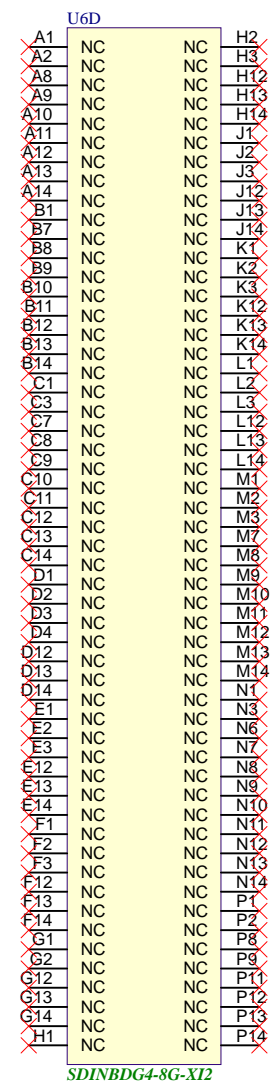 U6D
A1 NC NC H2
A2 NC NC H3
A8 NC NC H12
A9 NC NC H13
A10 NC NC H14
A11 NC NC J1
A12 NC NC J2
A13 NC NC J3
A14 NC NC J12
B1 NC NC J13
B7 NC NC J14
B8 NC NC K1
B9 NC NC K2
B10 NC NC K3
B11 NC NC K12
B12 NC NC K13
B13 NC NC K14
B14 NC NC L1
C1 NC NC L2
C3 NC NC L3
C7 NC NC L12
C8 NC NC L13
C9 NC NC L14
C10 NC NC M1
C11 NC NC M2
C12 NC NC M3
C13 NC NC M7
C14 NC NC M8
D1 NC NC M9
D2 NC NC M10
D3 NC NC M11
D4 NC NC M12
D12 NC NC M13
D13 NC NC M14
D14 NC NC N1
E1 NC NC N3
E2 NC NC N6
E3 NC NC N7
E12 NC NC N8
E13 NC NC N9
E14 NC NC N10
F1 NC NC N11
F2 NC NC N12
F3 NC NC N13
F12 NC NC N14
F13 NC NC P1
F14 NC NC P2
G1 NC NC P8
G2 NC NC P9
G12 NC NC P11
G13 NC NC P12
G14 NC NC P13
H1 NC NC P14
SDINBDG4-8G-XI2